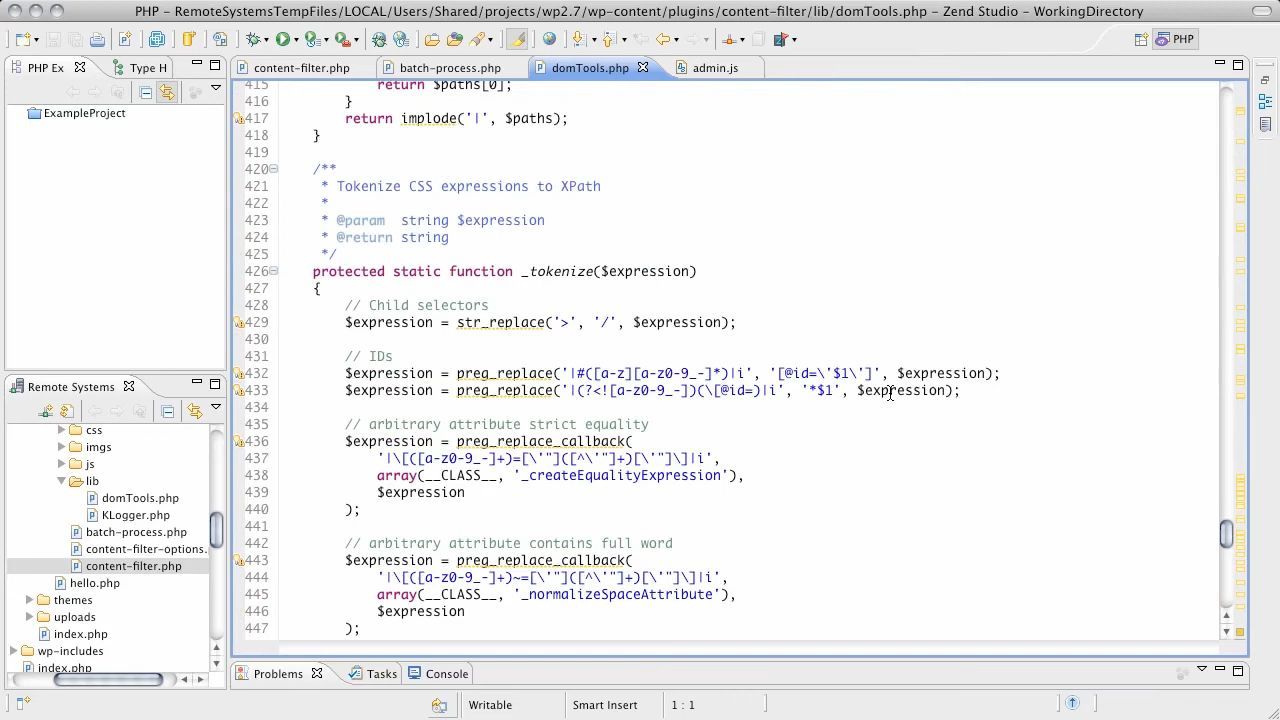 PHP - RemoteSystemsTempFiles/LOCAL/Users/Shared/projects/wp2.7/wp-content/plugins/content-filter/lib/domTools.php - Zend Studio - WorkingDirectory
PHP
PHP Ex
Type H
content-filter.php
batch-process.php
domTools.php
admin.js
ExampleProject
415 return $paths[0];
416 }
417 return implode('|', $paths);
418 }
419
420 /**
421 * Tokenize CSS expressions to XPath
422 *
423 * @param string $expression
424 * @return string
425 */
426 protected static function _tokenize($expression)
427 {
428 // Child selectors
429 $expression = str_replace('>', '/', $expression);
430
431 // IDs
432 $expression = preg_replace('|#([a-z][a-z0-9_-]*)|i', '[@id=\'$1\']', $expression);
433 $expression = preg_replace('|(?<![a-z0-9_-])(\[@id=)|i', '*$1', $expression);
434
435 // arbitrary attribute strict equality
436 $expression = preg_replace_callback(
437 '|\[([a-z0-9_-]+)=[\'"]([^\'"]+)[\'"]\]|i',
438 array(__CLASS__, '_createEqualityExpression'),
439 $expression
440 );
441
442 // arbitrary attribute contains full word
443 $expression = preg_replace_callback(
444 '|\[([a-z0-9_-]+)~=[\'"]([^\'"]+)[\'"]\]|i',
445 array(__CLASS__, '_normalizeSpaceAttribute'),
446 $expression
447 );
Remote Systems
css
imgs
js
lib
domTools.php
KLogger.php
batch-process.php
content-filter-options.
content-filter.php
hello.php
themes
uploads
index.php
wp-includes
index.php
Problems
Tasks
Console
Writable
Smart Insert
1 : 1